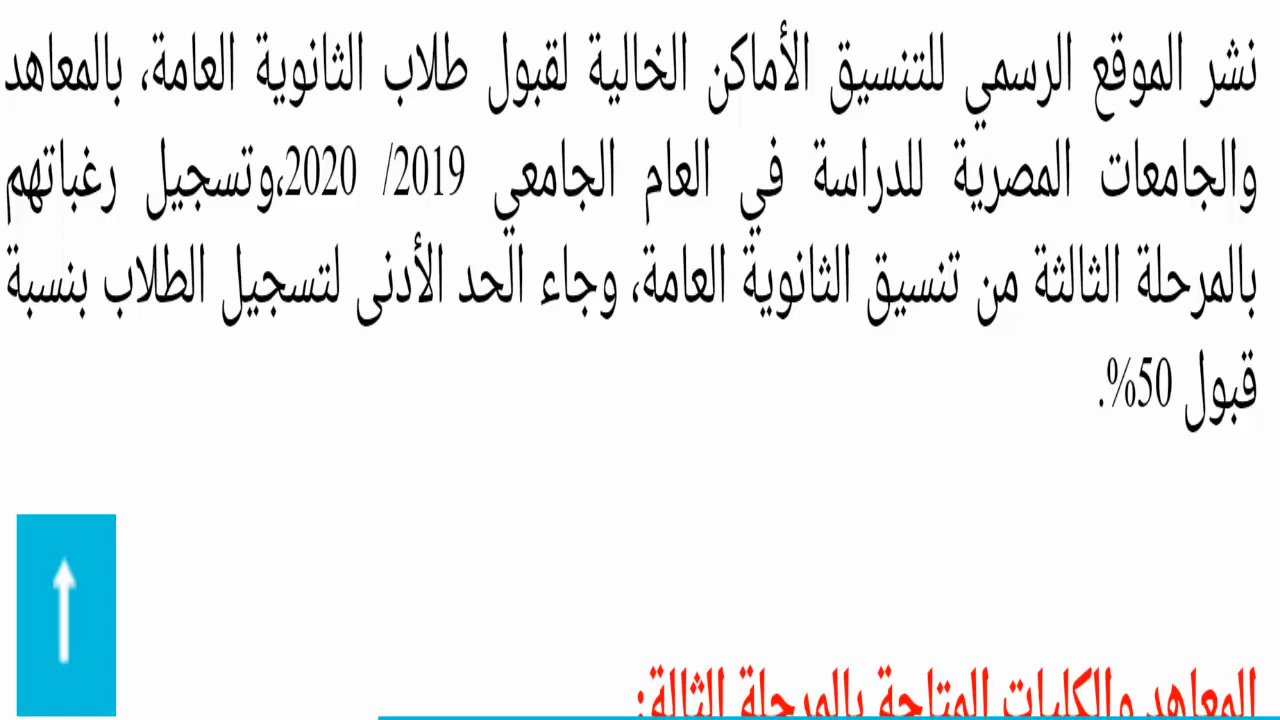 نشر الموقع الرسمي للتنسيق الأماكن الخالية لقبول طلاب الثانوية العامة، بالمعاهد
والجامعات المصرية للدراسة في العام الجامعي 2019/ 2020،وتسجيل رغباتهم
بالمرحلة الثالثة من تنسيق الثانوية العامة، وجاء الحد الأدنى لتسجيل الطلاب بنسبة
قبول 50%.
المعاهد والكليات المتاحة بالمرحلة الثالة: